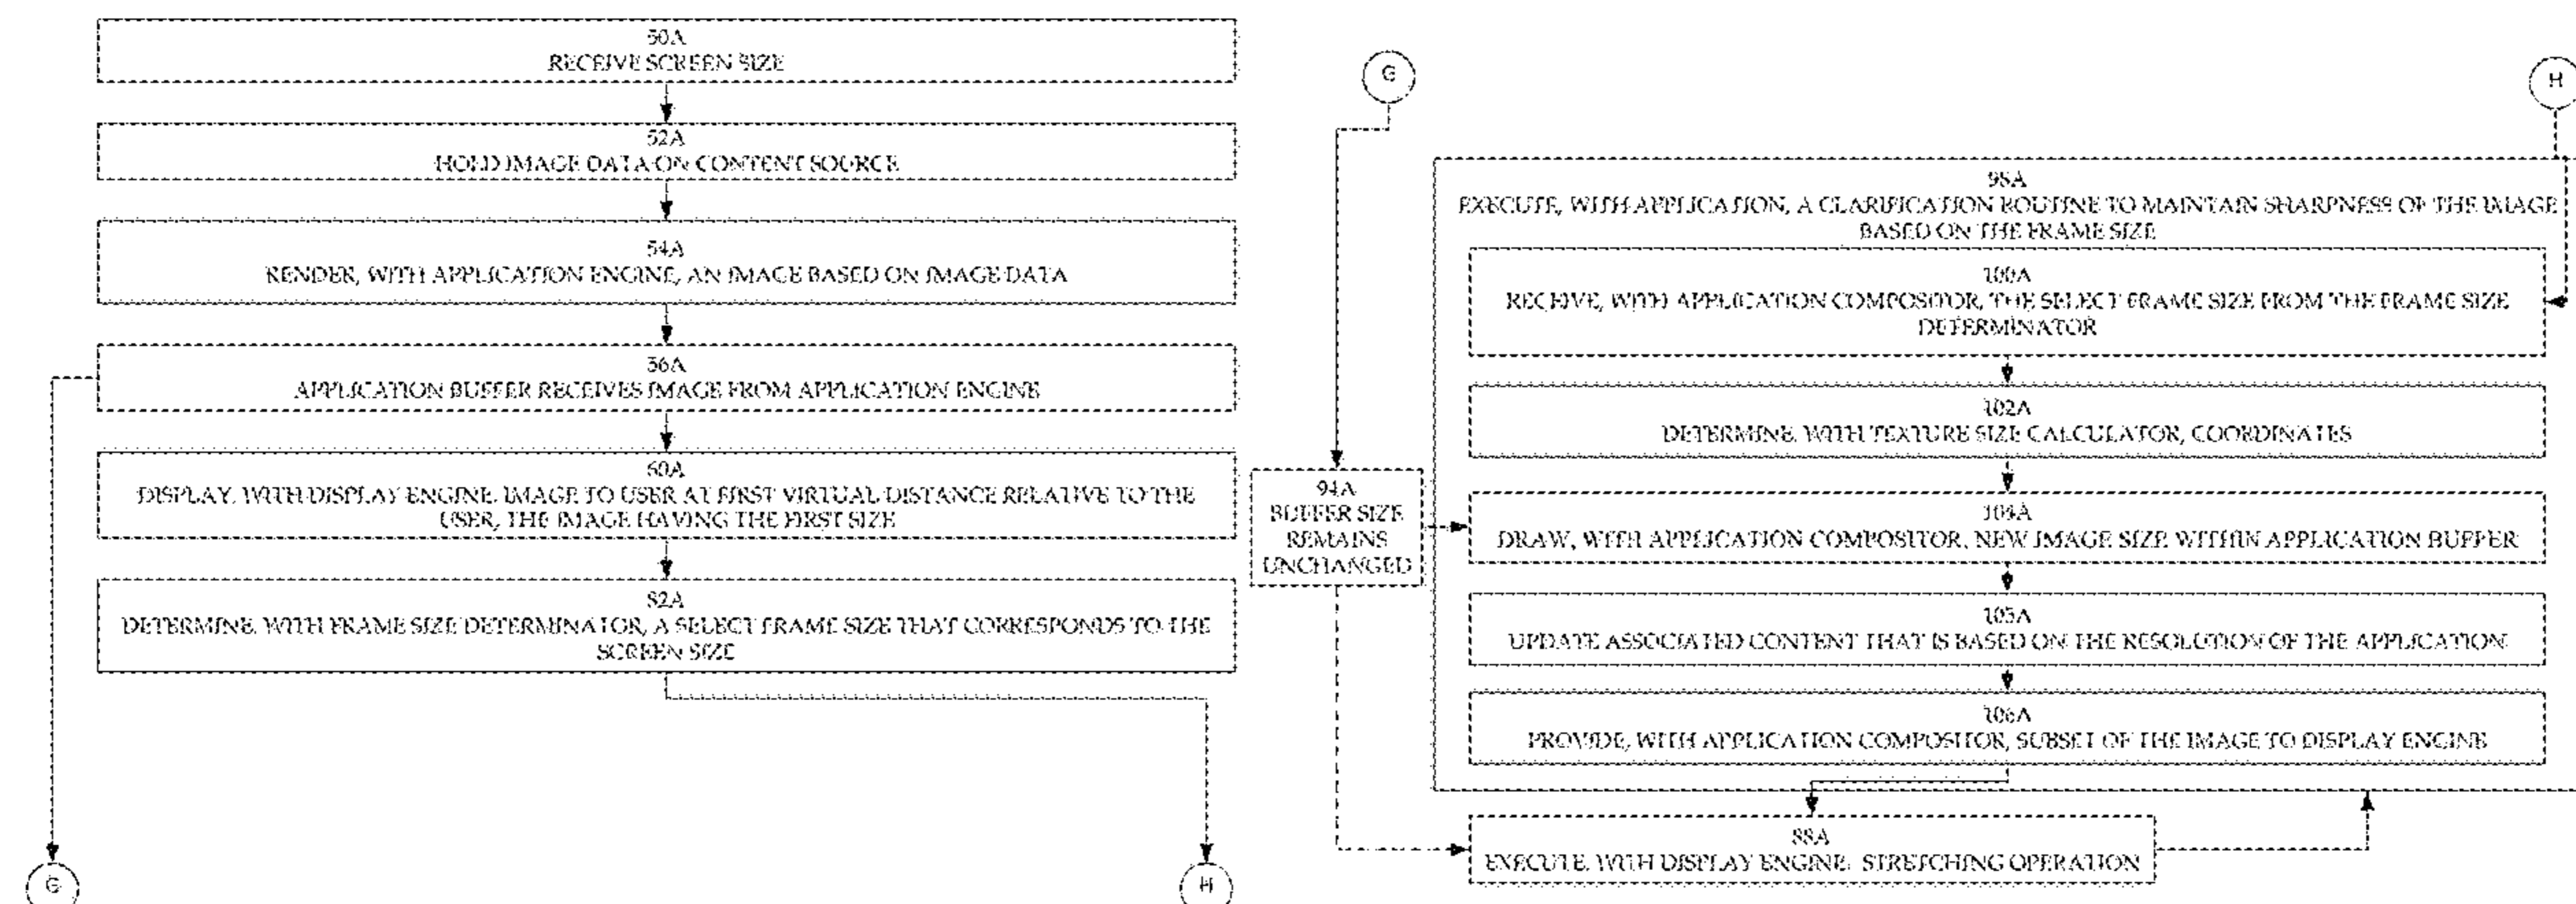 50A
RECEIVE SCREEN SIZE
52A
HOLD IMAGE DATA ON CONTENT SOURCE
54A
RENDER, WITH APPLICATION ENGINE, AN IMAGE BASED ON IMAGE DATA
56A
APPLICATION BUFFER RECEIVES IMAGE FROM APPLICATION ENGINE
60A
DISPLAY, WITH DISPLAY ENGINE, IMAGE TO USER AT FIRST VIRTUAL DISTANCE RELATIVE TO THE
USER, THE IMAGE HAVING THE FIRST SIZE
82A
DETERMINE, WITH FRAME SIZE DETERMINATOR, A SELECT FRAME SIZE THAT CORRESPONDS TO THE
SCREEN SIZE
G
H
G
H
94A
BUFFER SIZE
REMAINS
UNCHANGED
98A
EXECUTE, WITH APPLICATION, A CLARIFICATION ROUTINE TO MAINTAIN SHARPNESS OF THE IMAGE
BASED ON THE FRAME SIZE
100A
RECEIVE, WITH APPLICATION COMPOSITOR, THE SELECT FRAME SIZE FROM THE FRAME SIZE
DETERMINATOR
102A
DETERMINE, WITH TEXTURE SIZE CALCULATOR, COORDINATES
104A
DRAW, WITH APPLICATION COMPOSITOR, NEW IMAGE SIZE WITHIN APPLICATION BUFFER
105A
UPDATE ASSOCIATED CONTENT THAT IS BASED ON THE RESOLUTION OF THE APPLICATION
106A
PROVIDE, WITH APPLICATION COMPOSITOR, SUBSET OF THE IMAGE TO DISPLAY ENGINE
88A
EXECUTE, WITH DISPLAY ENGINE, STRETCHING OPERATION